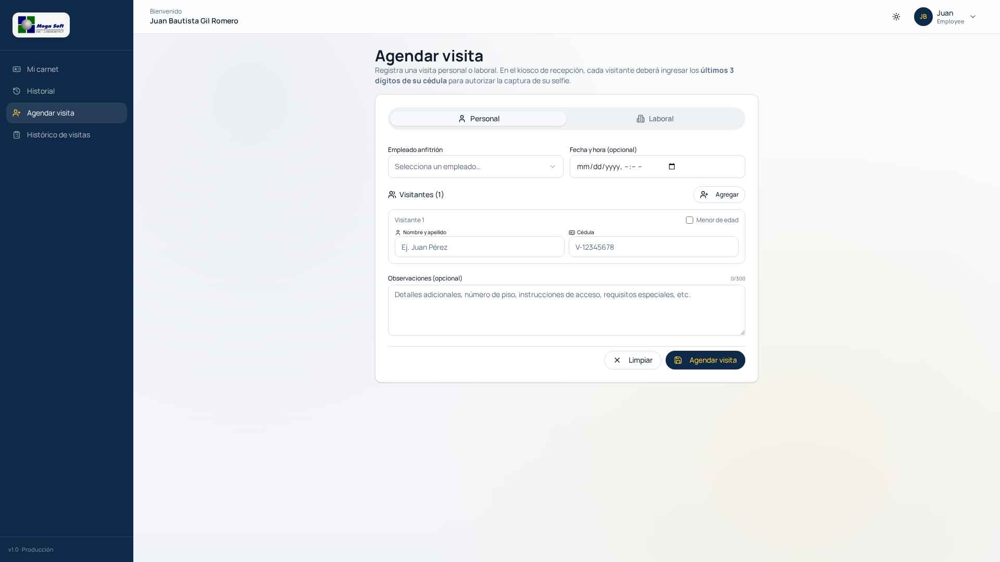 Mega Soft
Bienvenido
Juan Bautista Gil Romero
JB
Juan
Employee
Mi carnet
Historial
Agendar visita
Histórico de visitas
v1.0 · Producción
Agendar visita
Registra una visita personal o laboral. En el kiosco de recepción, cada visitante deberá ingresar los últimos 3
dígitos de su cédula para autorizar la captura de su selfie.
Personal
Laboral
Empleado anfitrión
Fecha y hora (opcional)
Selecciona un empleado...
mm/dd/yyyy, –:– –
Visitantes (1)
Agregar
Visitante 1
Menor de edad
Nombre y apellido
Cédula
Ej. Juan Pérez
V-12345678
Observaciones (opcional)
0/300
Detalles adicionales, número de piso, instrucciones de acceso, requisitos especiales, etc.
Limpiar
Agendar visita